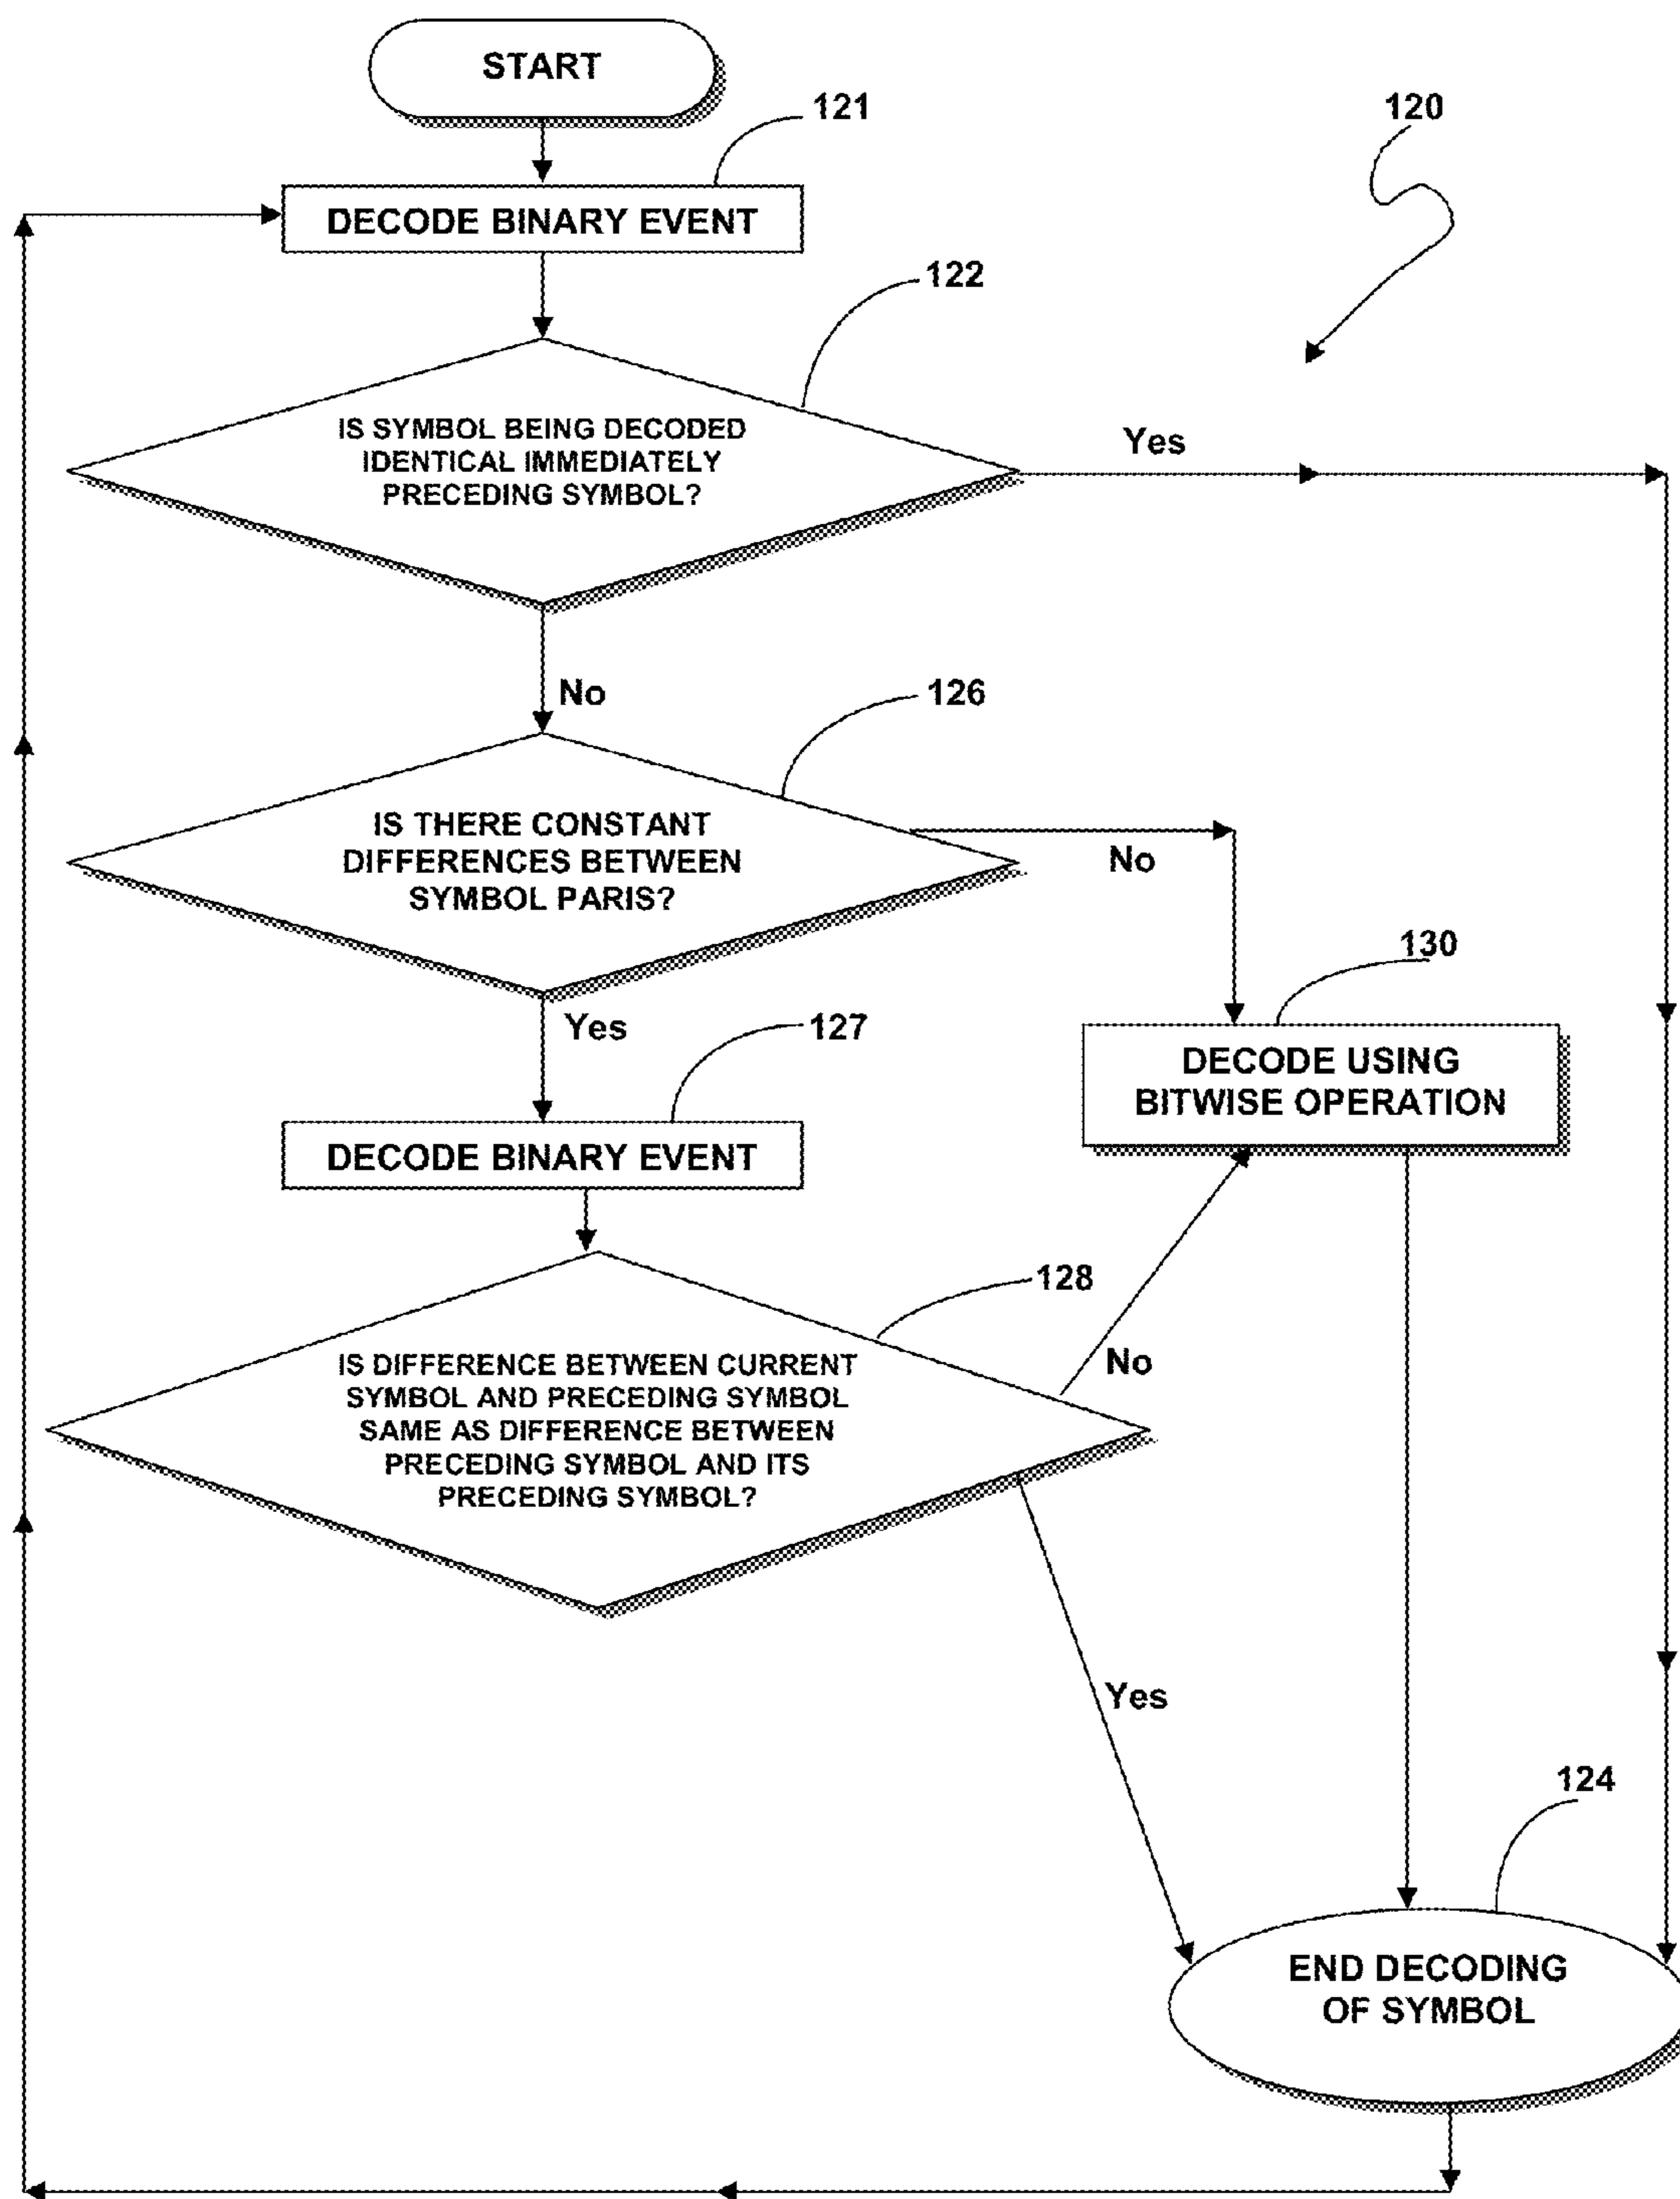 START
121
120
DECODE BINARY EVENT
122
IS SYMBOL BEING DECODED
IDENTICAL IMMEDIATELY
PRECEDING SYMBOL?
Yes
No
126
IS THERE CONSTANT
DIFFERENCES BETWEEN
SYMBOL PARIS?
No
130
Yes
127
DECODE USING
BITWISE OPERATION
DECODE BINARY EVENT
128
IS DIFFERENCE BETWEEN CURRENT
SYMBOL AND PRECEDING SYMBOL
SAME AS DIFFERENCE BETWEEN
PRECEDING SYMBOL AND ITS
PRECEDING SYMBOL?
No
Yes
124
END DECODING
OF SYMBOL